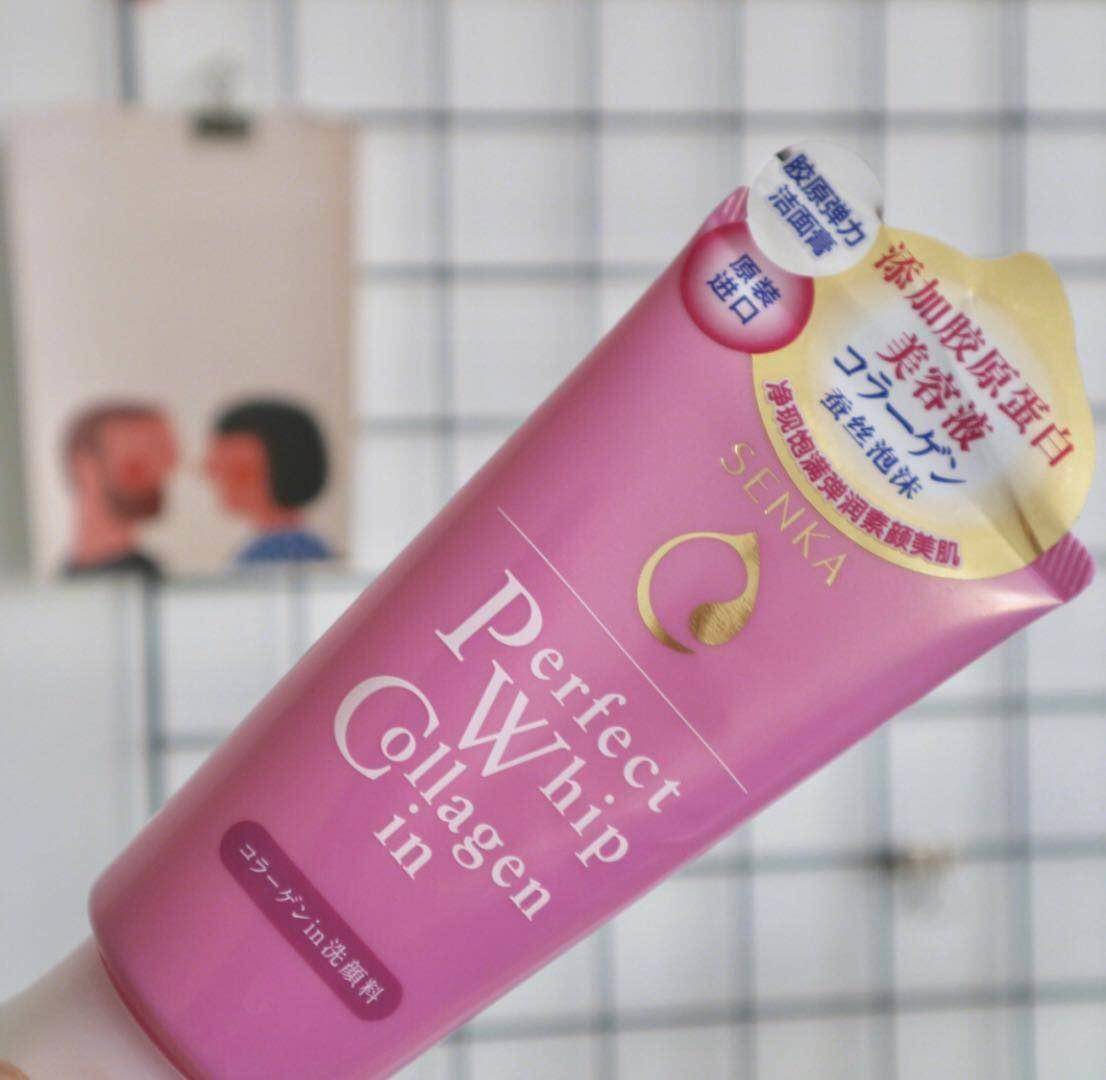 胶原弹力
洁面膏
原装
进口
添加胶原蛋白
美容液
コラーゲン
蚕丝泡沫
净现饱满弹润素颜美肌
SENKA
Perfect
Whip
Collagen
in
コラーゲンin洗顔料